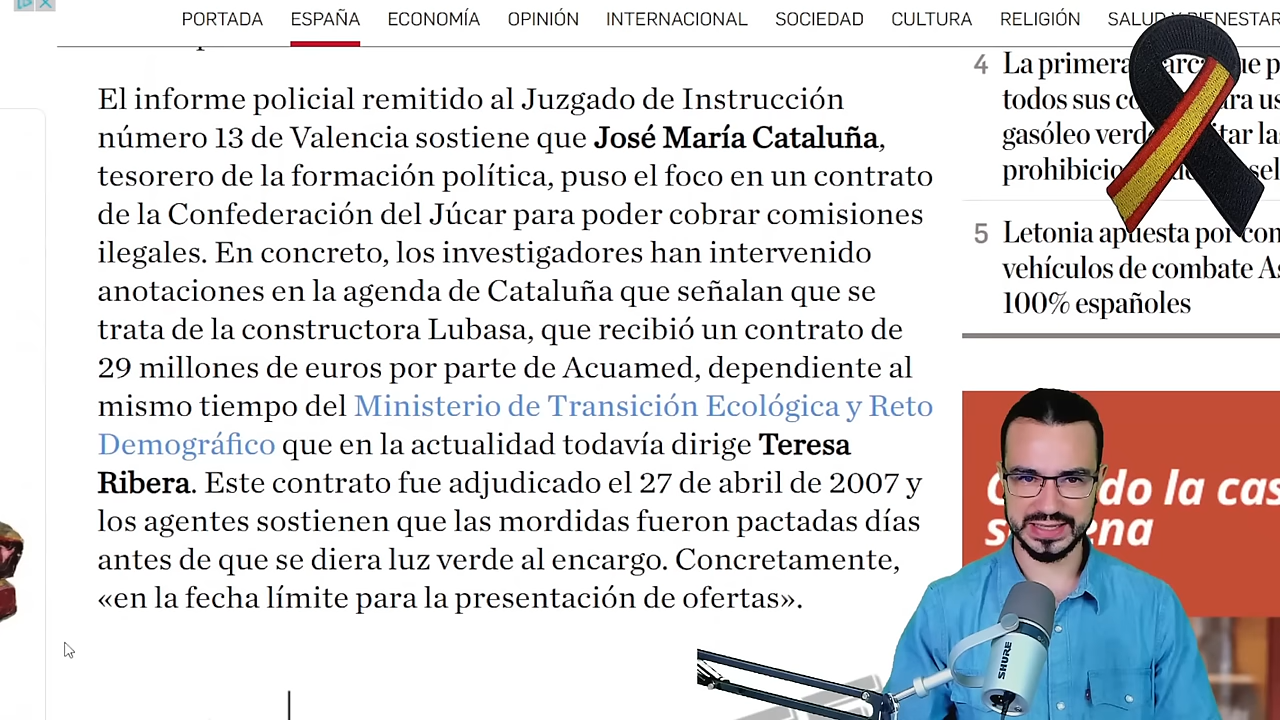 PORTADA ESPAÑA ECONOMÍA OPINIÓN INTERNACIONAL SOCIEDAD CULTURA RELIGIÓN SALUD Y BIENESTAR
El informe policial remitido al Juzgado de Instrucción
número 13 de Valencia sostiene que José María Cataluña,
tesorero de la formación política, puso el foco en un contrato
de la Confederación del Júcar para poder cobrar comisiones
ilegales. En concreto, los investigadores han intervenido
anotaciones en la agenda de Cataluña que señalan que se
trata de la constructora Lubasa, que recibió un contrato de
29 millones de euros por parte de Acuamed, dependiente al
mismo tiempo del Ministerio de Transición Ecológica y Reto
Demográfico que en la actualidad todavía dirige Teresa
Ribera. Este contrato fue adjudicado el 27 de abril de 2007 y
los agentes sostienen que las mordidas fueron pactadas días
antes de que se diera luz verde al encargo. Concretamente,
«en la fecha límite para la presentación de ofertas».
4 La primera
todos sus
gasóleo
5 Letonia apuesta por
vehículos de combate
100% españoles
la
SHURE